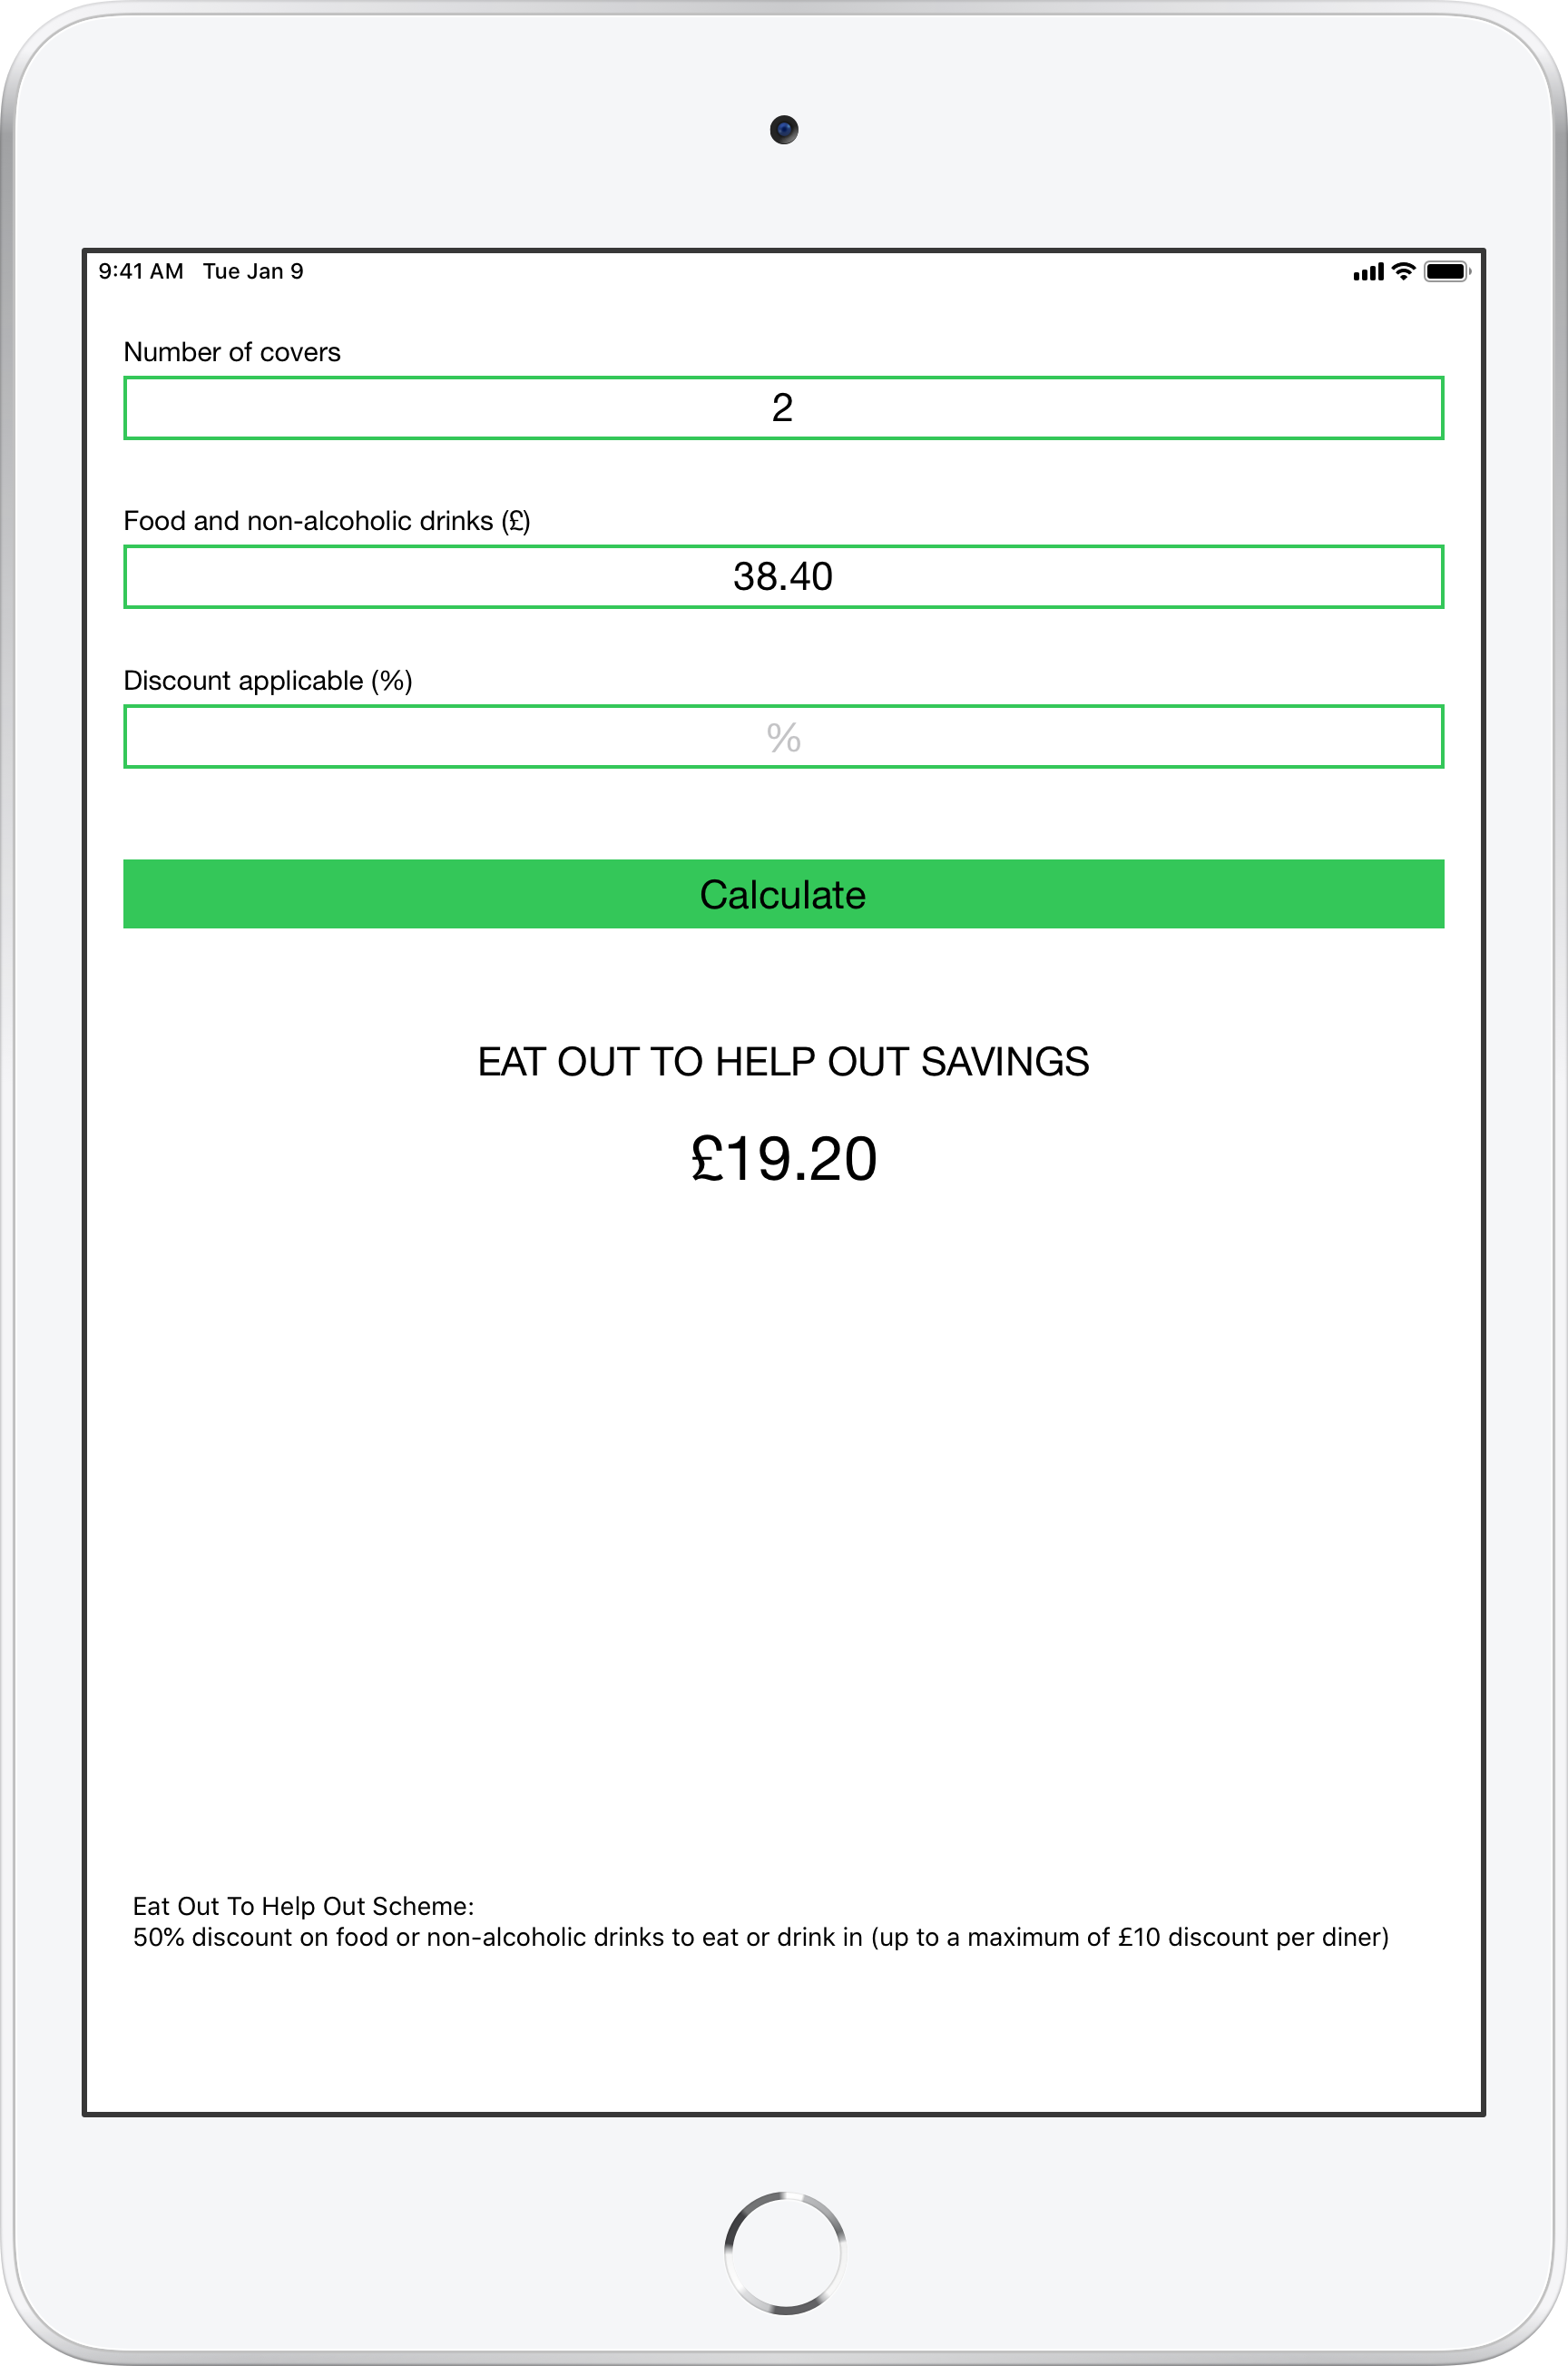 9:41 AM Tue Jan 9
Number of covers
2
Food and non-alcoholic drinks (£)
38.40
Discount applicable (%)
%
Calculate
EAT OUT TO HELP OUT SAVINGS
£19.20
Eat Out To Help Out Scheme:
50% discount on food or non-alcoholic drinks to eat or drink in (up to a maximum of £10 discount per diner)